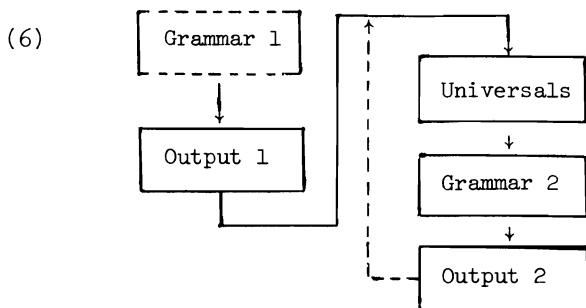 (6)
Grammar 1
Output 1
Universals
Grammar 2
Output 2